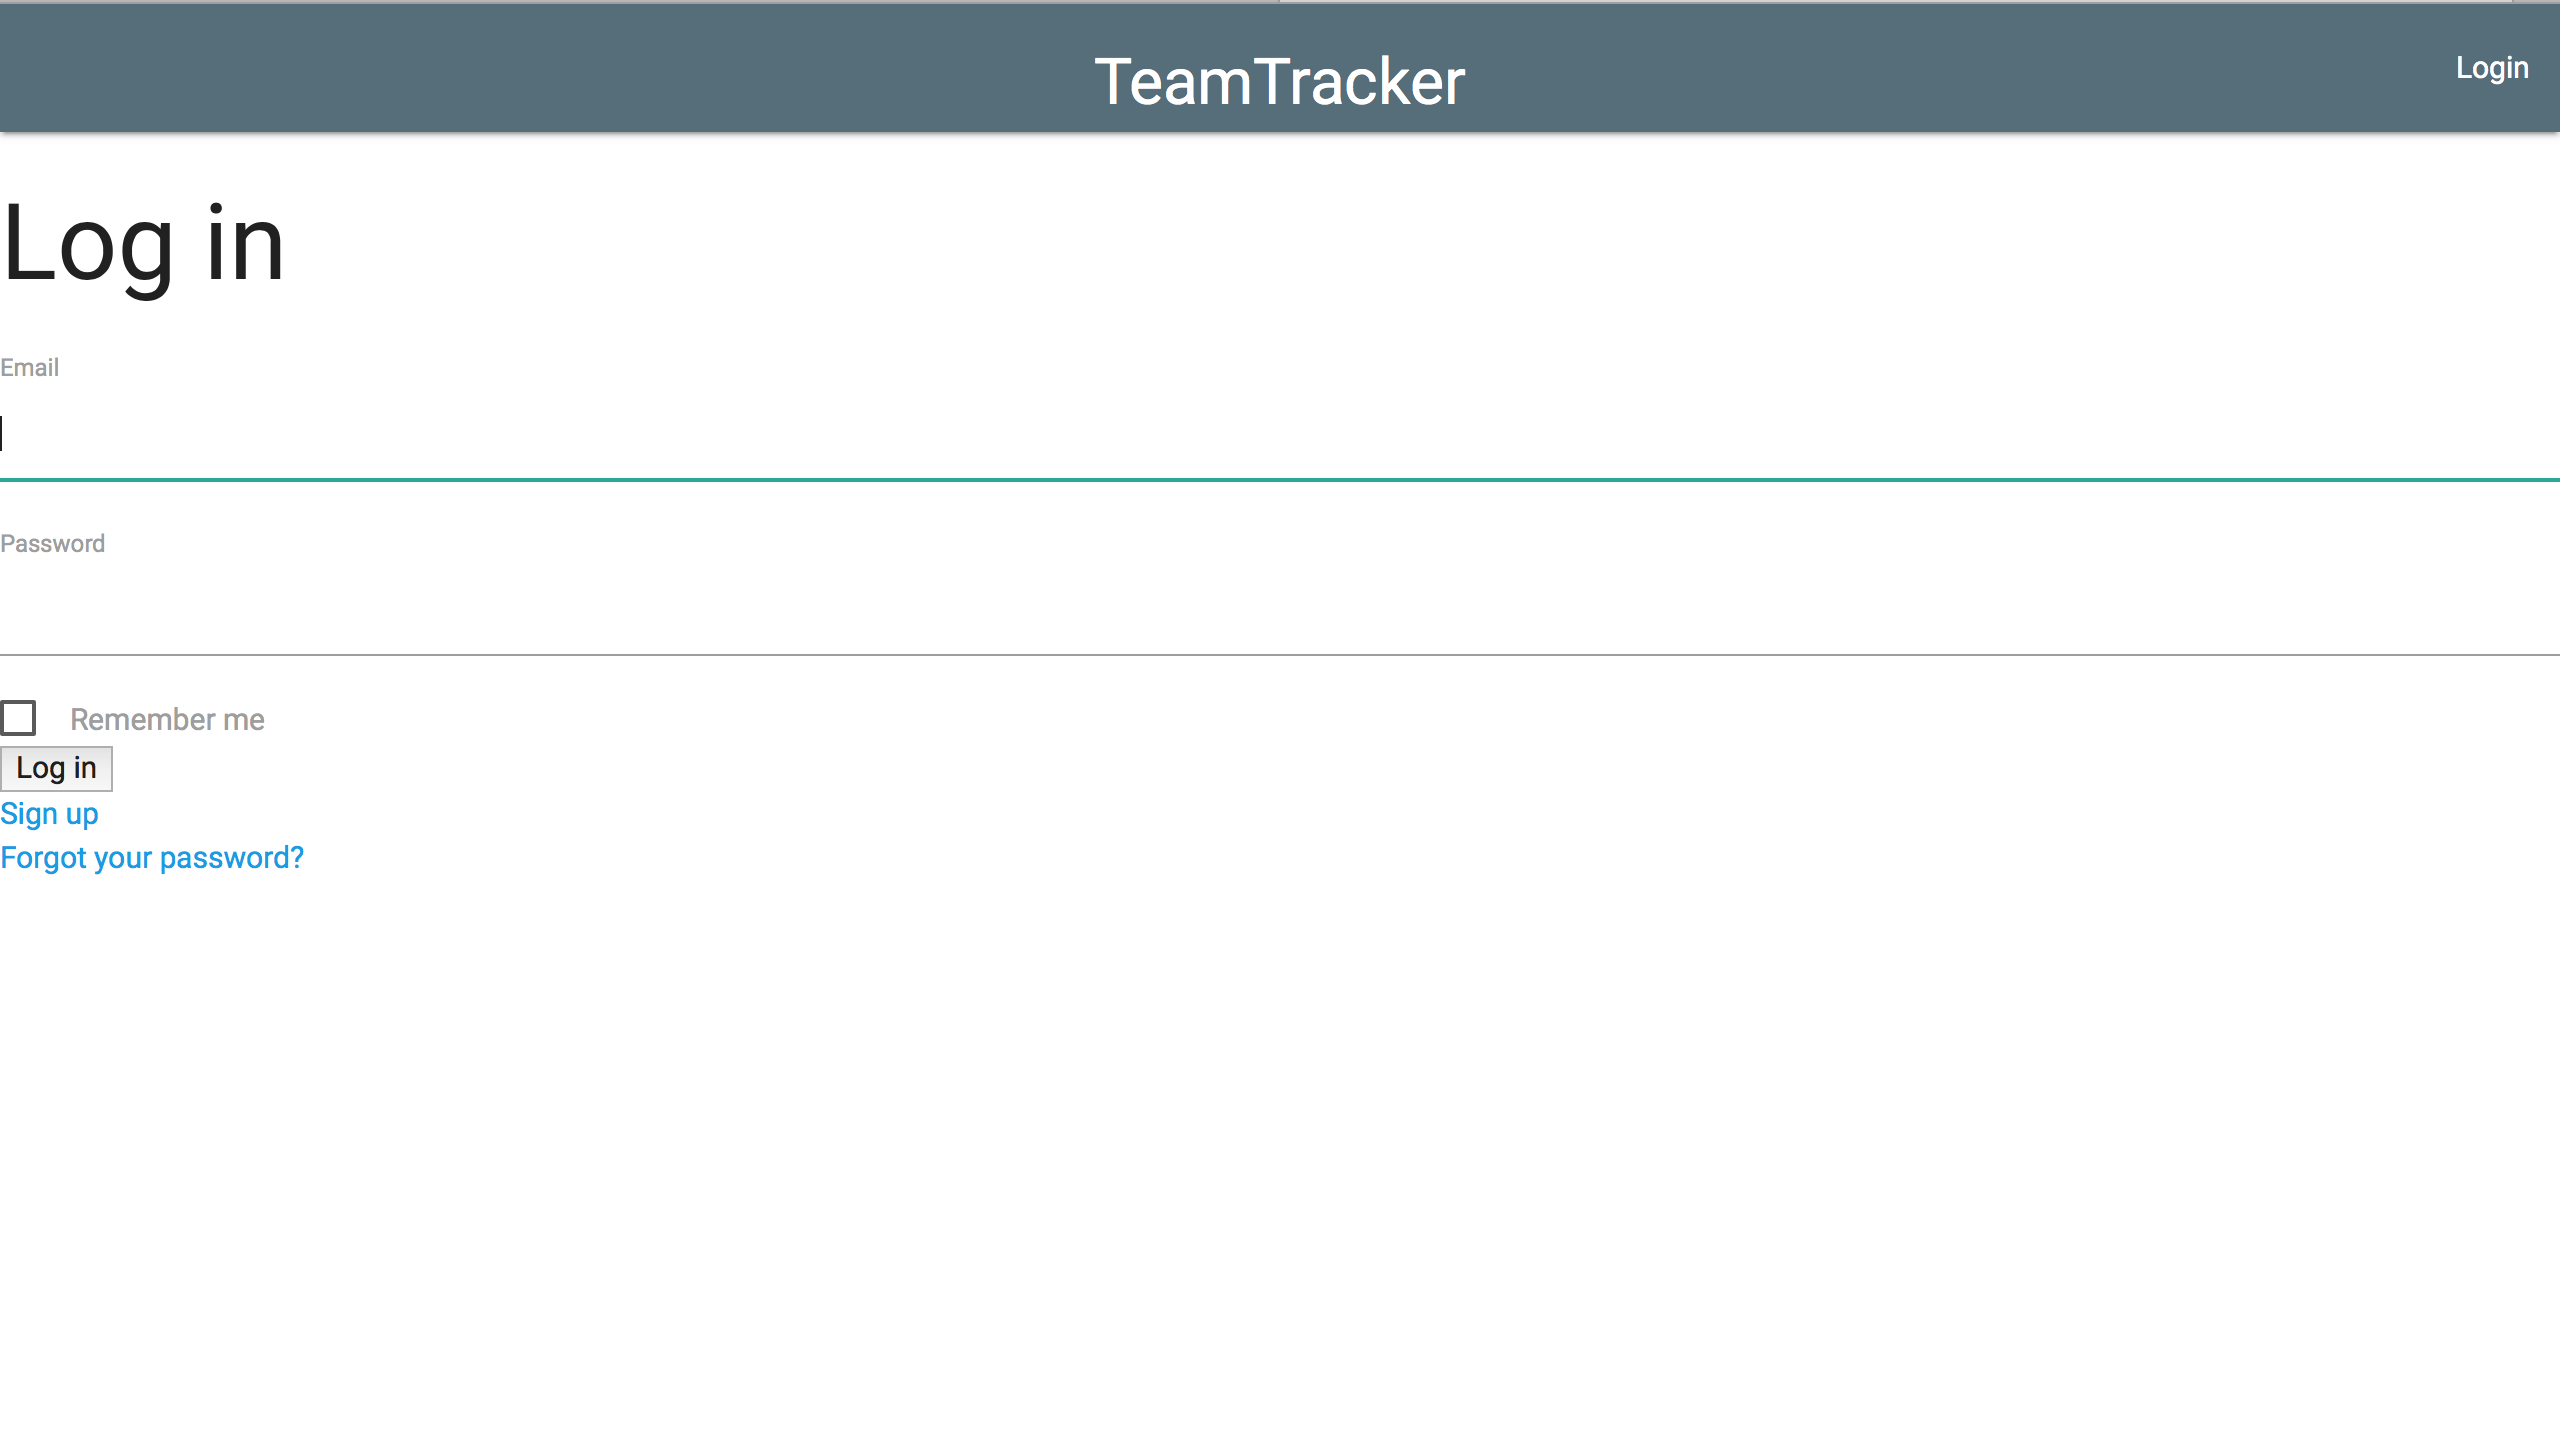 TeamTracker
Login
Log in
Email
Password
Remember me
Log in
Sign up
Forgot your password?